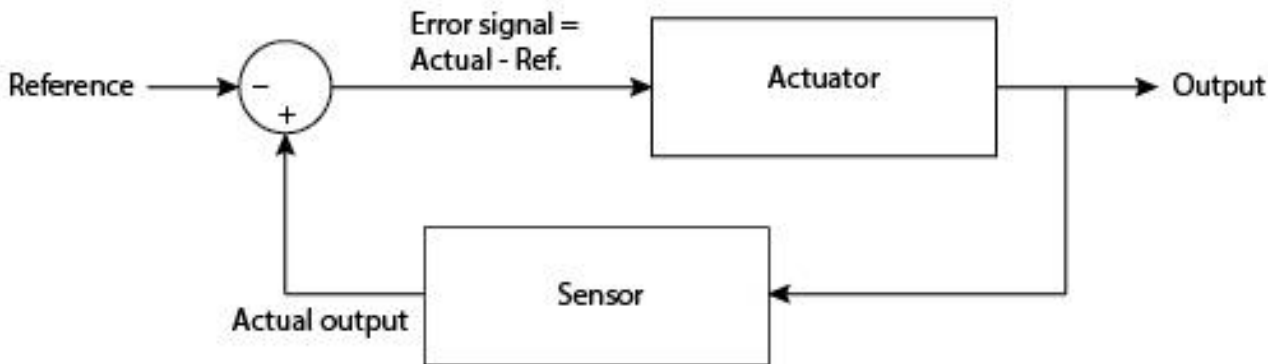 Error signal =
Actual - Ref.
Reference
−
+
Actuator
Output
Sensor
Actual output